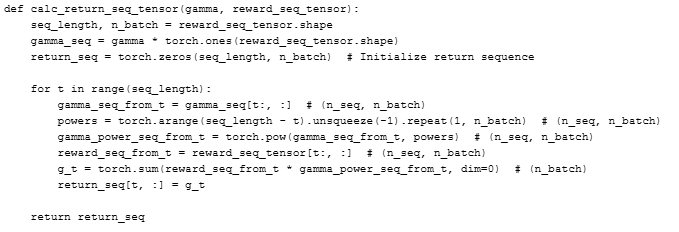 def calc_return_seq_tensor(gamma, reward_seq_tensor):
    seq_length, n_batch = reward_seq_tensor.shape
    gamma_seq = gamma * torch.ones(reward_seq_tensor.shape)
    return_seq = torch.zeros(seq_length, n_batch)  # Initialize return sequence

    for t in range(seq_length):
        gamma_seq_from_t = gamma_seq[t:, :]  # (n_seq, n_batch)
        powers = torch.arange(seq_length - t).unsqueeze(-1).repeat(1, n_batch)  # (n_seq, n_batch)
        gamma_power_seq_from_t = torch.pow(gamma_seq_from_t, powers)  # (n_seq, n_batch)
        reward_seq_from_t = reward_seq_tensor[t:, :]  # (n_seq, n_batch)
        g_t = torch.sum(reward_seq_from_t * gamma_power_seq_from_t, dim=0)  # (n_batch)
        return_seq[t, :] = g_t

    return return_seq